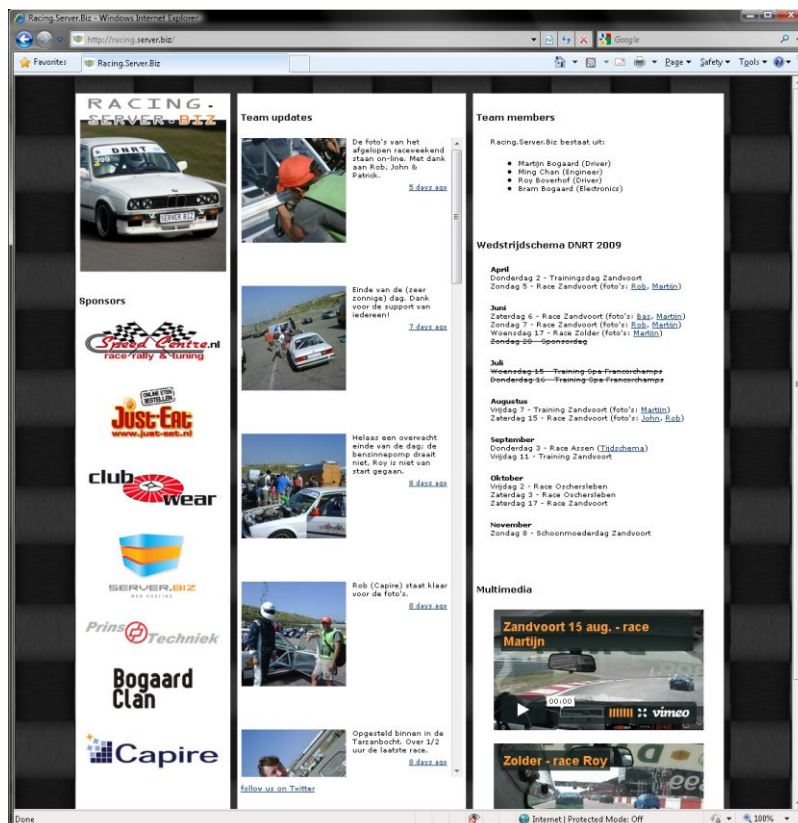 Racing.Server.Biz - Windows Internet Explorer
http://racing.server.biz/
Google
Favorites
Racing.Server.Biz
Page
Safety
Tools
RACING.
SERVER.BIZ
DNRT
399
SERVER BIZ
Sponsors
Speed Centre.nl
race rally & tuning
ONLINE ETEN
BESTELLEN
JUST-EAT
www.just-eat.nl
club
wear
SERVER.BIZ
WEB HOSTING
Prins
Techniek
Bogaard
Clan
Capire
Team updates
De foto's van het
afgelopen raceweekend
staan on-line. Met dank
aan Rob, John &
Patrick.
5 days ago
Einde van de (zeer
zonnige) dag. Dank
voor de support van
iedereen!
7 days ago
Helaas een overwacht
einde van de dag; de
benzinnepomp draait
niet, Roy is niet van
start gegaan.
8 days ago
Rob (Capire) staat klaar
voor de foto's.
8 days ago
Opgesteld binnen in de
Tarzanbocht. Over 1/2
uur de laatste race.
8 days ago
follow us on Twitter
Team members
Racing.Server.Biz bestaat uit:
Martijn Bogaard (Driver)
Ming Chan (Engineer)
Roy Boverhof (Driver)
Bram Bogaard (Electronics)
Wedstrijdschema DNRT 2009
April
Donderdag 2 - Trainingsdag Zandvoort
Zondag 5 - Race Zandvoort (foto's: Rob, Martijn)
Juni
Zaterdag 6 - Race Zandvoort (foto's: Bas, Martijn)
Zondag 7 - Race Zandvoort (foto's: Rob, Martijn)
Woensdag 17 - Race Zolder (foto's: Martijn)
Zondag 28 - Sponsordag
Juli
Woensdag 15 - Training Spa Francorchamps
Donderdag 16 - Training Spa Francorchamps
Augustus
Vrijdag 7 - Training Zandvoort (foto's: Martijn)
Zaterdag 15 - Race Zandvoort (foto's: John, Rob)
September
Donderdag 3 - Race Assen (Tijdschema)
Vrijdag 11 - Training Zandvoort
Oktober
Vrijdag 2 - Race Oschersleben
Zaterdag 3 - Race Oschersleben
Zaterdag 17 - Race Zandvoort
November
Zondag 8 - Schoonmoederdag Zandvoort
Multimedia
Zandvoort 15 aug. - race
Martijn
00:00
vimeo
Zolder - race Roy
Done
Internet | Protected Mode: Off
100%